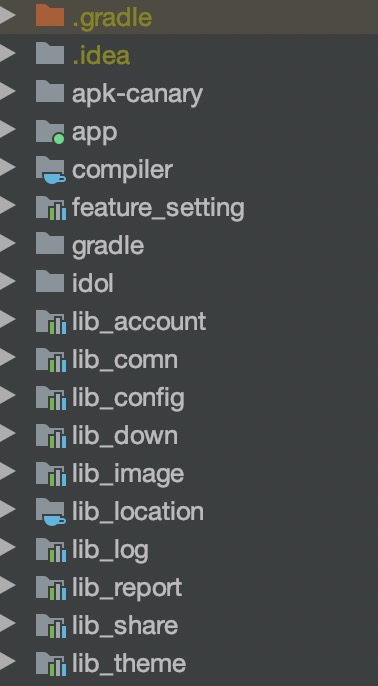 .gradle
.idea
apk-canary
app
compiler
feature_setting
gradle
idol
lib_account
lib_comn
lib_config
lib_down
lib_image
lib_location
lib_log
lib_report
lib_share
lib_theme